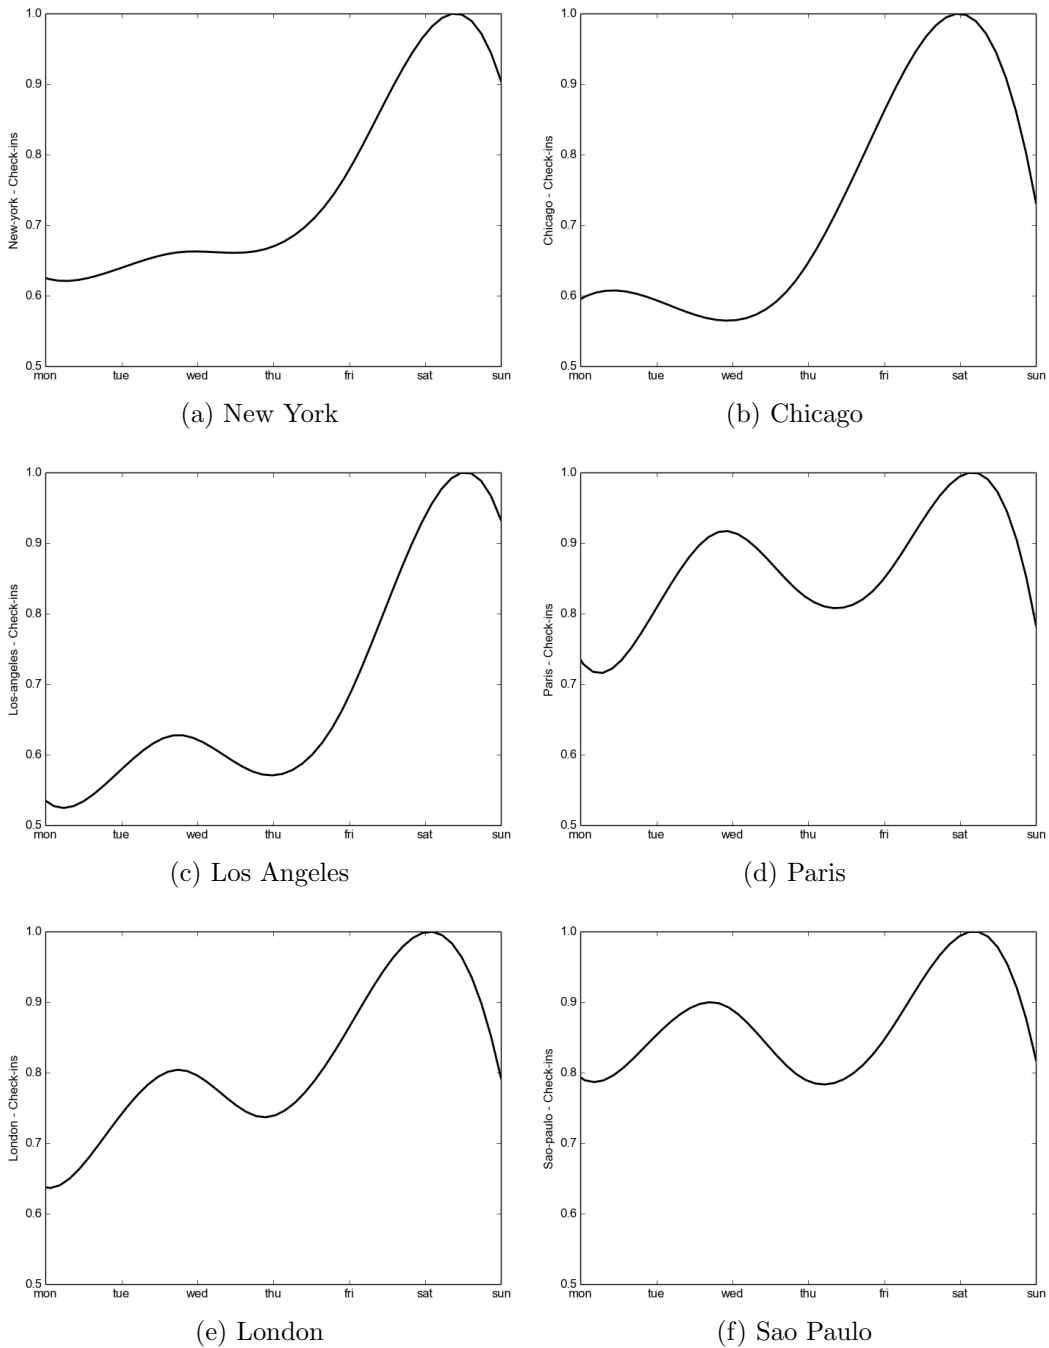 1.0
0.9
0.8
0.7
0.6
0.5
New-york - Check-ins
mon tue wed thu fri sat sun
(a) New York
1.0
0.9
0.8
0.7
0.6
0.5
Chicago - Check-ins
mon tue wed thu fri sat sun
(b) Chicago
1.0
0.9
0.8
0.7
0.6
0.5
Los-angeles - Check-ins
mon tue wed thu fri sat sun
(c) Los Angeles
1.0
0.9
0.8
0.7
0.6
0.5
Paris - Check-ins
mon tue wed thu fri sat sun
(d) Paris
1.0
0.9
0.8
0.7
0.6
0.5
London - Check-ins
mon tue wed thu fri sat sun
(e) London
1.0
0.9
0.8
0.7
0.6
0.5
Sao-paulo - Check-ins
mon tue wed thu fri sat sun
(f) Sao Paulo